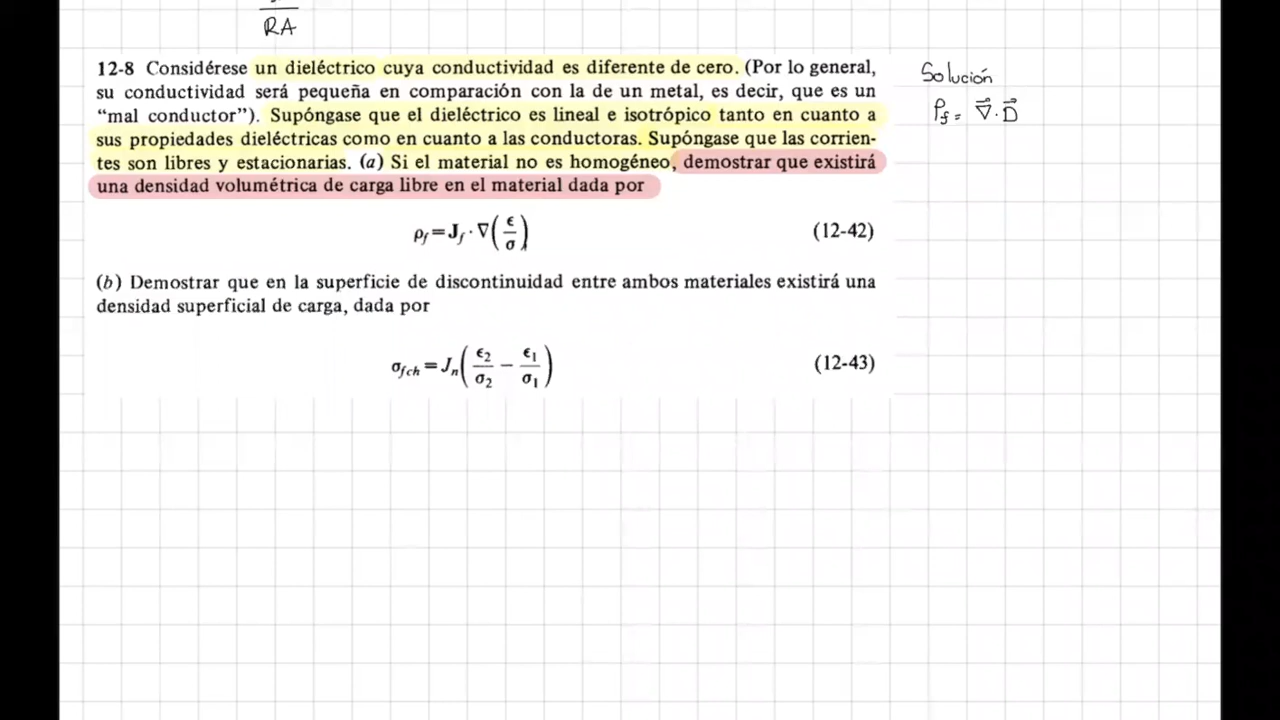 RA
12-8 Considérese un dieléctrico cuya conductividad es diferente de cero. (Por lo general,
su conductividad será pequeña en comparación con la de un metal, es decir, que es un
“mal conductor”). Supóngase que el dieléctrico es lineal e isotrópico tanto en cuanto a
sus propiedades dieléctricas como en cuanto a las conductoras. Supóngase que las corrien-
tes son libres y estacionarias. (a) Si el material no es homogéneo, demostrar que existirá
una densidad volumétrica de carga libre en el material dada por
ρ_f = J_f · ∇(ϵ/σ) (12-42)
(b) Demostrar que en la superficie de discontinuidad entre ambos materiales existirá una
densidad superficial de carga, dada por
σ_fch = J_n(ϵ₂/σ₂ − ϵ₁/σ₁) (12-43)
Solución
ρ_f = ∇⃗ · D⃗